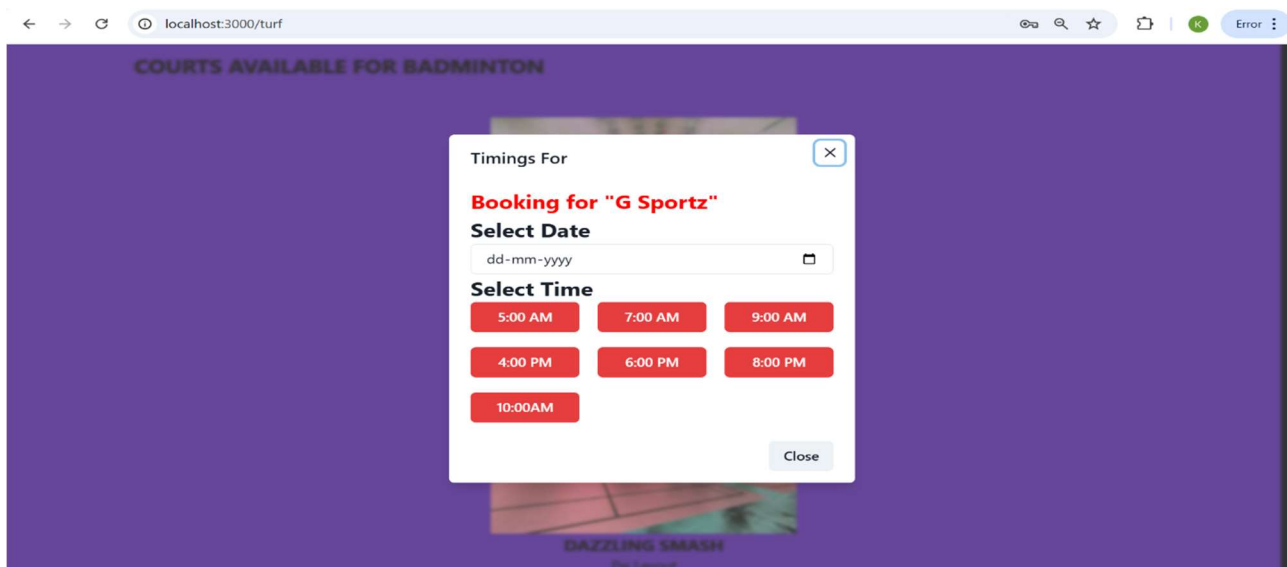 localhost:3000/turf
K
Error
COURTS AVAILABLE FOR BADMINTON
Timings For
Booking for "G Sportz"
Select Date
dd-mm-yyyy
Select Time
5:00 AM 7:00 AM 9:00 AM
4:00 PM 6:00 PM 8:00 PM
10:00AM
Close
DAZZLING SMASH